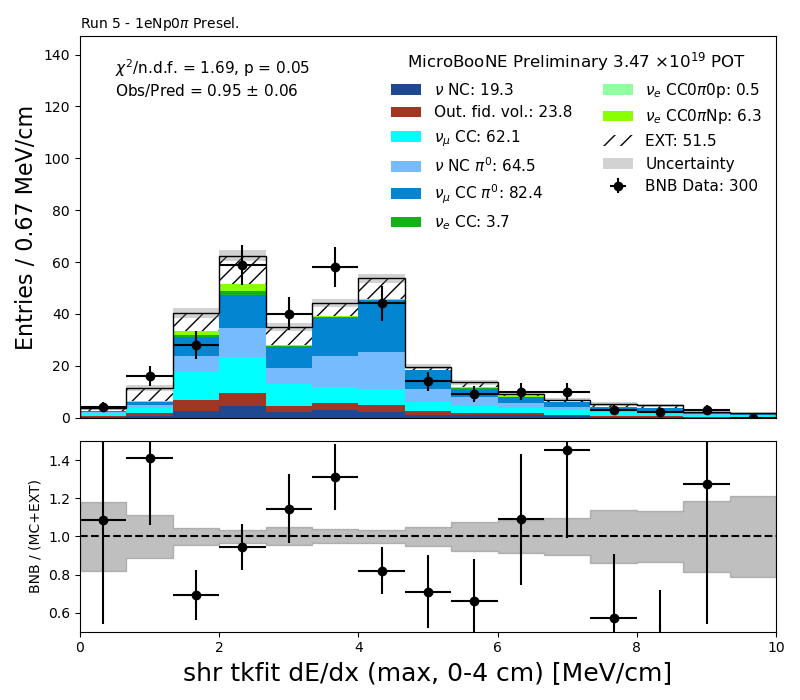 Run 5 - 1eNp0π Presel.
χ²/n.d.f. = 1.69, p = 0.05
Obs/Pred = 0.95 ± 0.06
MicroBooNE Preliminary 3.47 ×10¹⁹ POT
ν NC: 19.3
Out. fid. vol.: 23.8
ν_μ CC: 62.1
ν NC π⁰: 64.5
ν_μ CC π⁰: 82.4
ν_e CC: 3.7
ν_e CC0π0p: 0.5
ν_e CC0πNp: 6.3
EXT: 51.5
Uncertainty
BNB Data: 300
Entries / 0.67 MeV/cm
140
120
100
80
60
40
20
0
BNB / (MC+EXT)
1.4
1.2
1.0
0.8
0.6
0 2 4 6 8 10
shr tkfit dE/dx (max, 0-4 cm) [MeV/cm]